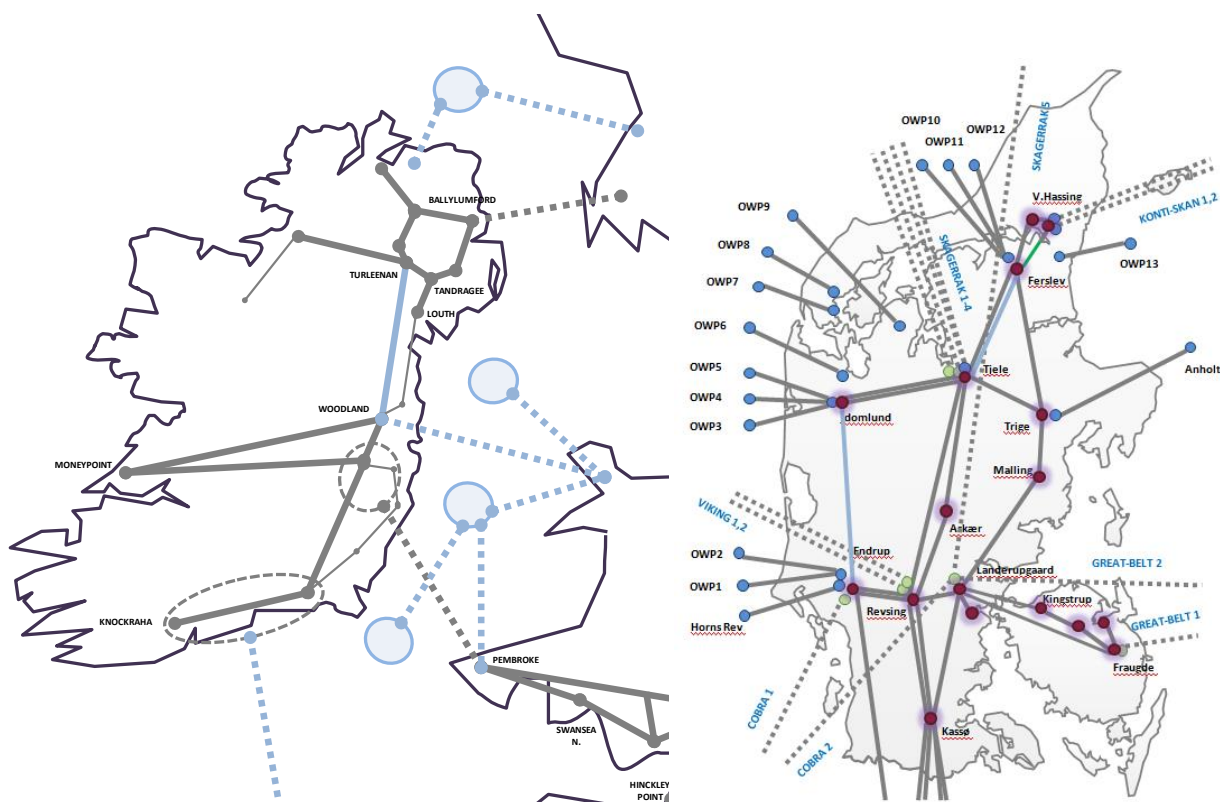 BALLYLUMFORD
TURLEENAN
TANDRAGEE
LOUTH
WOODLAND
MONEYPOINT
KNOCKRAHA
PEMBROKE
SWANSEA
N.
HINCKLEY
POINT
OWP10
OWP11
OWP12
SKAGERRAK 5
V.Hassing
KONTI-SKAN 1,2
OWP9
OWP8
OWP7
SKAGERRAK 1-4
OWP13
Ferslev
OWP6
OWP5
OWP4
OWP3
Tjele
Anholt
domlund
Trige
Malling
VIKING 1,2
Askær
Endrup
OWP2
OWP1
Horns Rev
Landerupgaard
GREAT-BELT 2
Revsing
Kingstrup
GREAT-BELT 1
Fraugde
COBRA 1
COBRA 2
Kassø